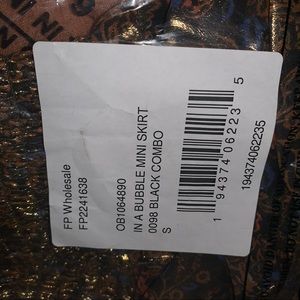 FP Wholesale
FP2241638
OB1064890
IN A BUBBLE MINI SKIRT
0098 BLACK COMBO
S
1 94374 06223 5
194374062235